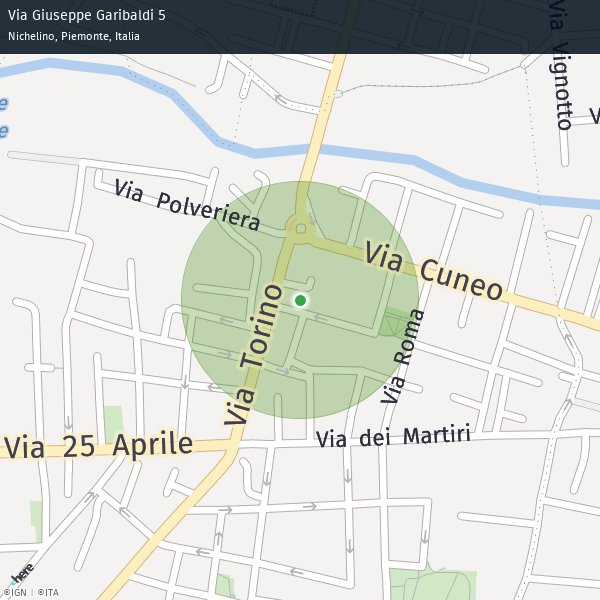 Via Giuseppe Garibaldi 5
Nichelino, Piemonte, Italia
Via Vignotto
Via Polveriera
Via Cuneo
Via Torino
Via Roma
Via dei Martiri
Via 25 Aprile
here
©IGN | ©ITA